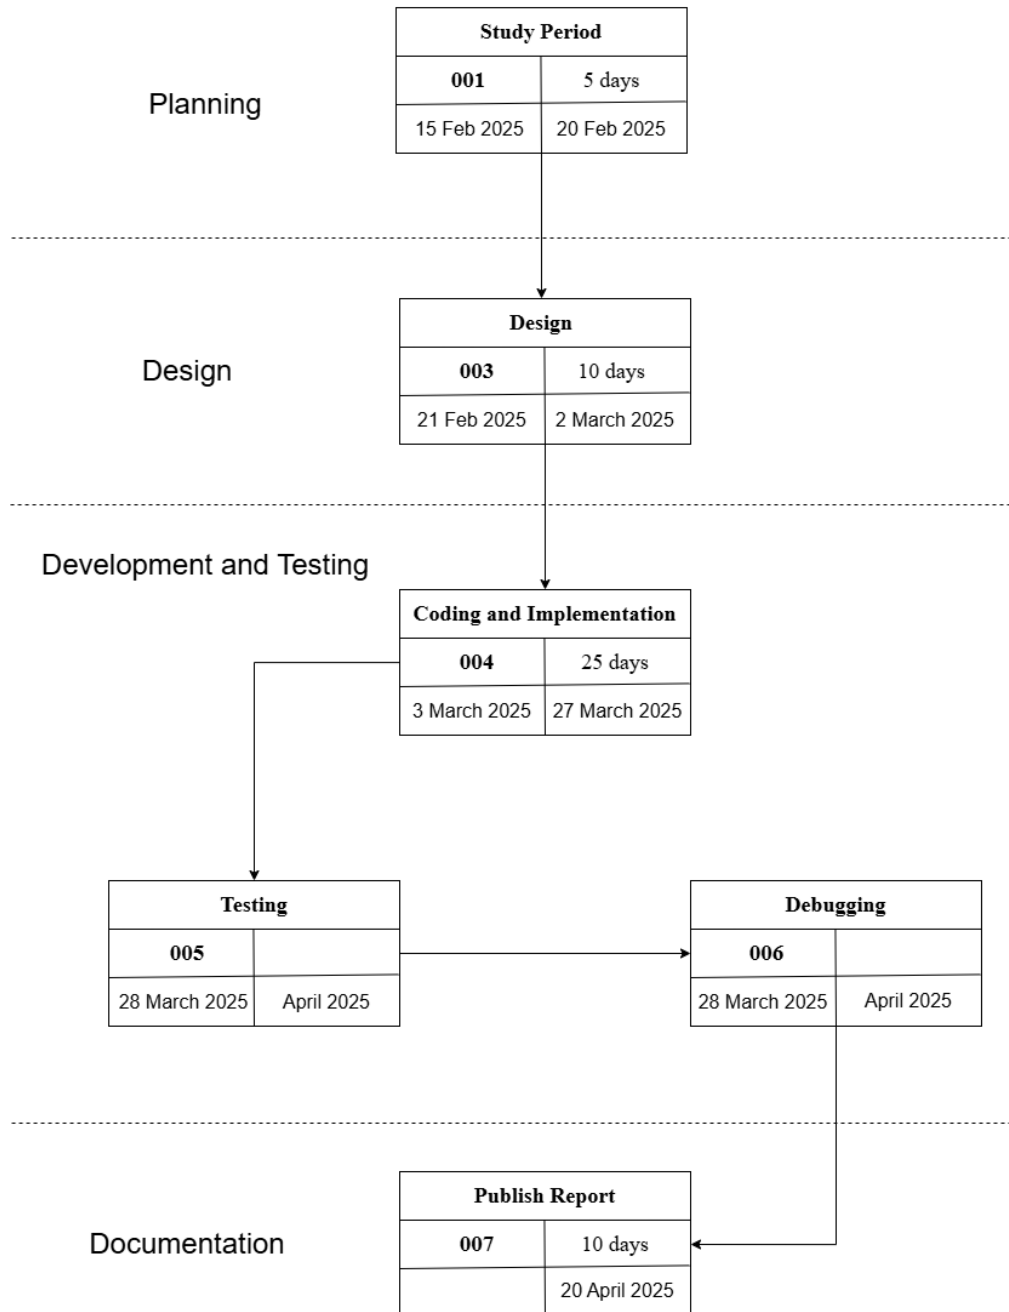 Study Period
Planning
001 5 days
15 Feb 2025 20 Feb 2025
Design
Design
003 10 days
21 Feb 2025 2 March 2025
Development and Testing
Coding and Implementation
004 25 days
3 March 2025 27 March 2025
Testing
005
28 March 2025 April 2025
Debugging
006
28 March 2025 April 2025
Publish Report
Documentation
007 10 days
20 April 2025